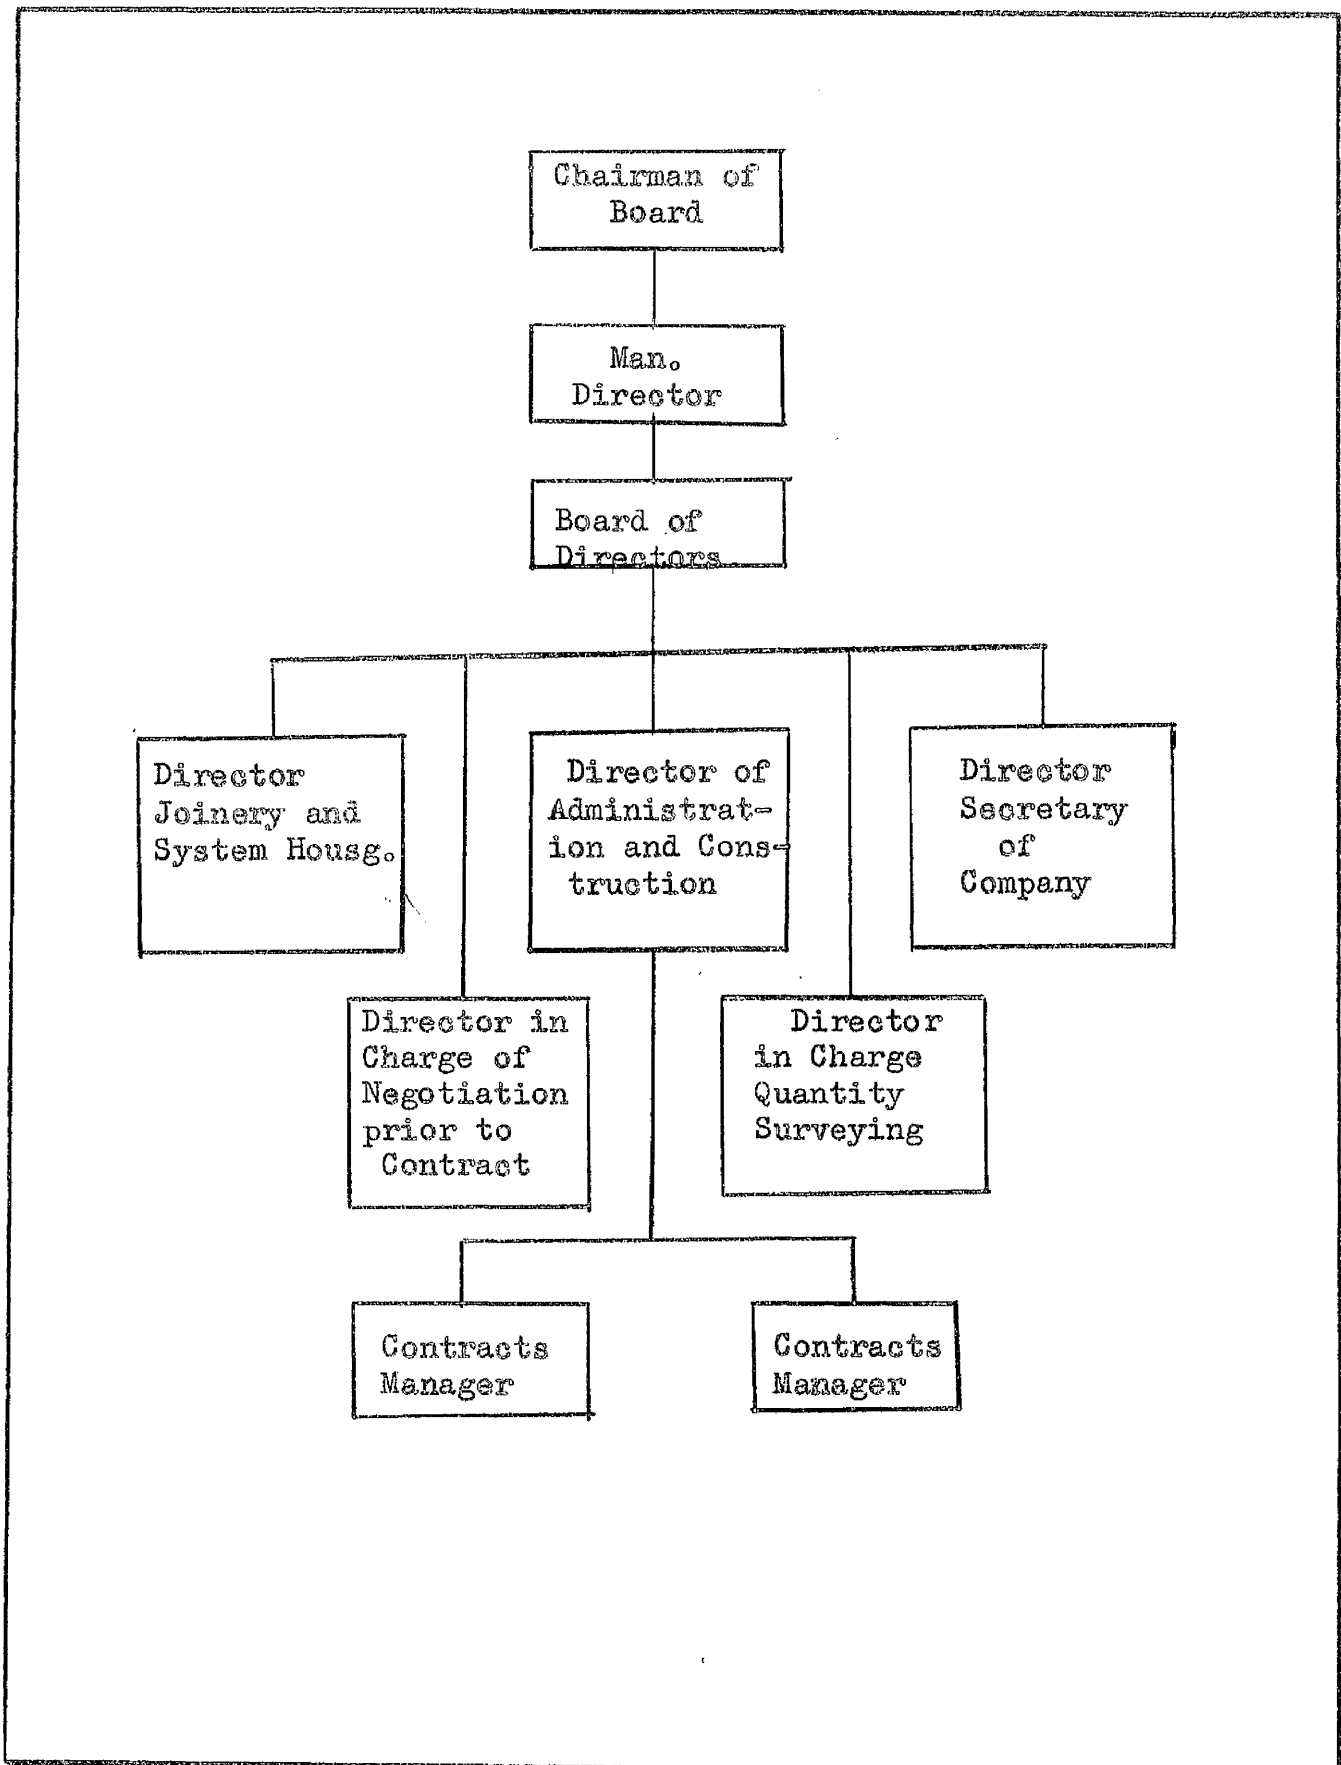 Chairman of
Board
Man.
Director
Board of
Directors
Director
Joinery and
System Housg.
Director of
Administrat-
ion and Cons-
truction
Director
Secretary
of
Company
Director in
Charge of
Negotiation
prior to
Contract
Director
in Charge
Quantity
Surveying
Contracts
Manager
Contracts
Manager